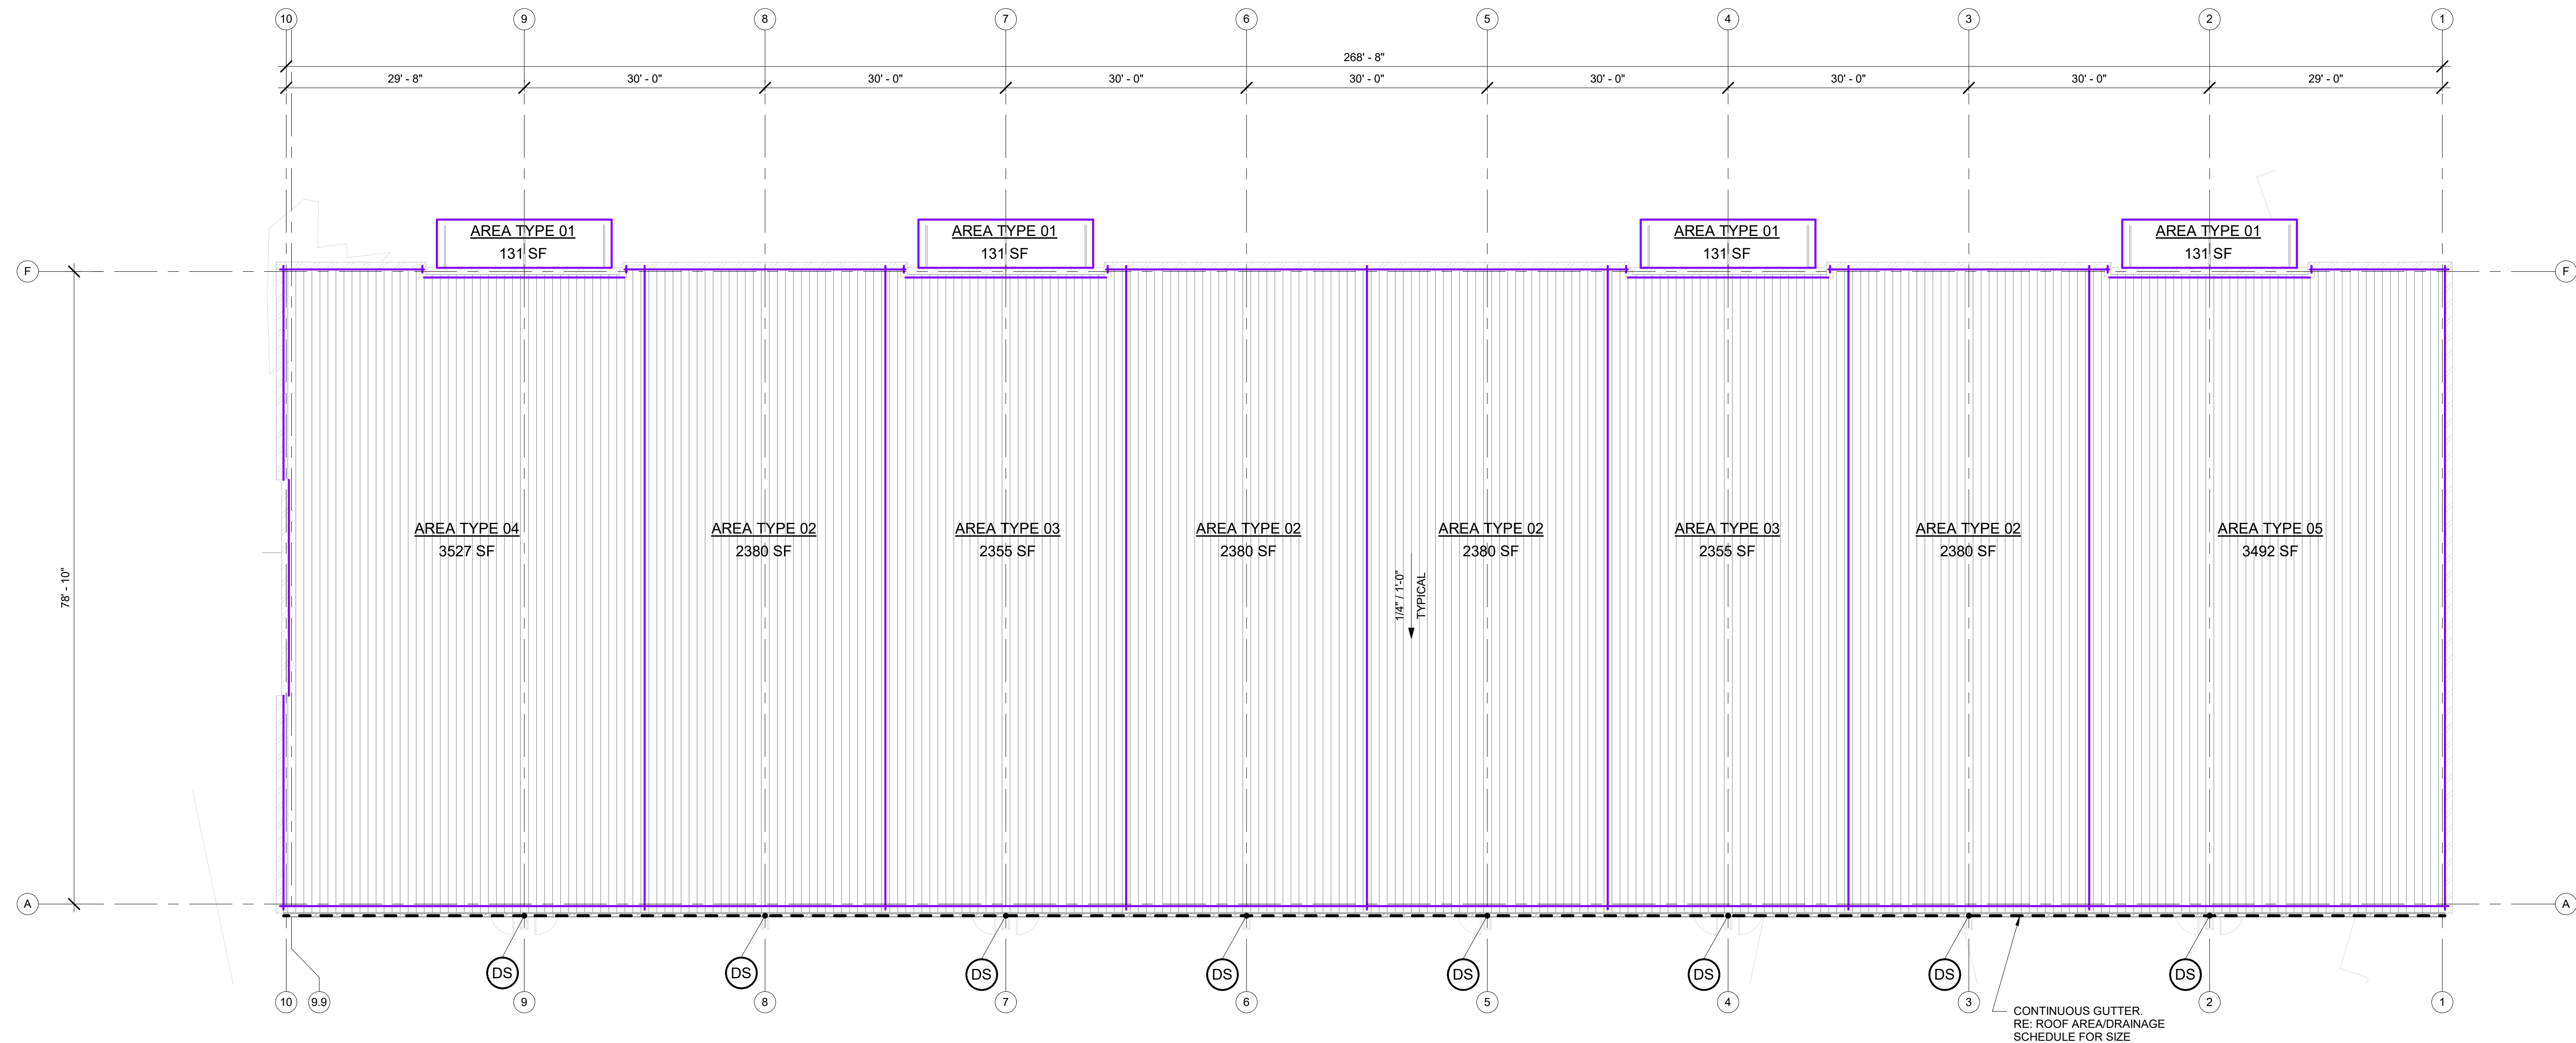 10 9 8 7 6 5 4 3 2 1
268' - 8"
29' - 8" 30' - 0" 30' - 0" 30' - 0" 30' - 0" 30' - 0" 30' - 0" 30' - 0" 29' - 0"
AREA TYPE 01 AREA TYPE 01 AREA TYPE 01 AREA TYPE 01
131 SF 131 SF 131 SF 131 SF
F F
AREA TYPE 04 AREA TYPE 02 AREA TYPE 03 AREA TYPE 02 AREA TYPE 02 AREA TYPE 03 AREA TYPE 02 AREA TYPE 05
3527 SF 2380 SF 2355 SF 2380 SF 2380 SF 2355 SF 2380 SF 3492 SF
78' - 10"
1/4" / 1'-0"
TYPICAL
A A
DS DS DS DS DS DS DS DS
10 9.9 9 8 7 6 5 4 3 2 1
CONTINUOUS GUTTER.
RE: ROOF AREA/DRAINAGE
SCHEDULE FOR SIZE